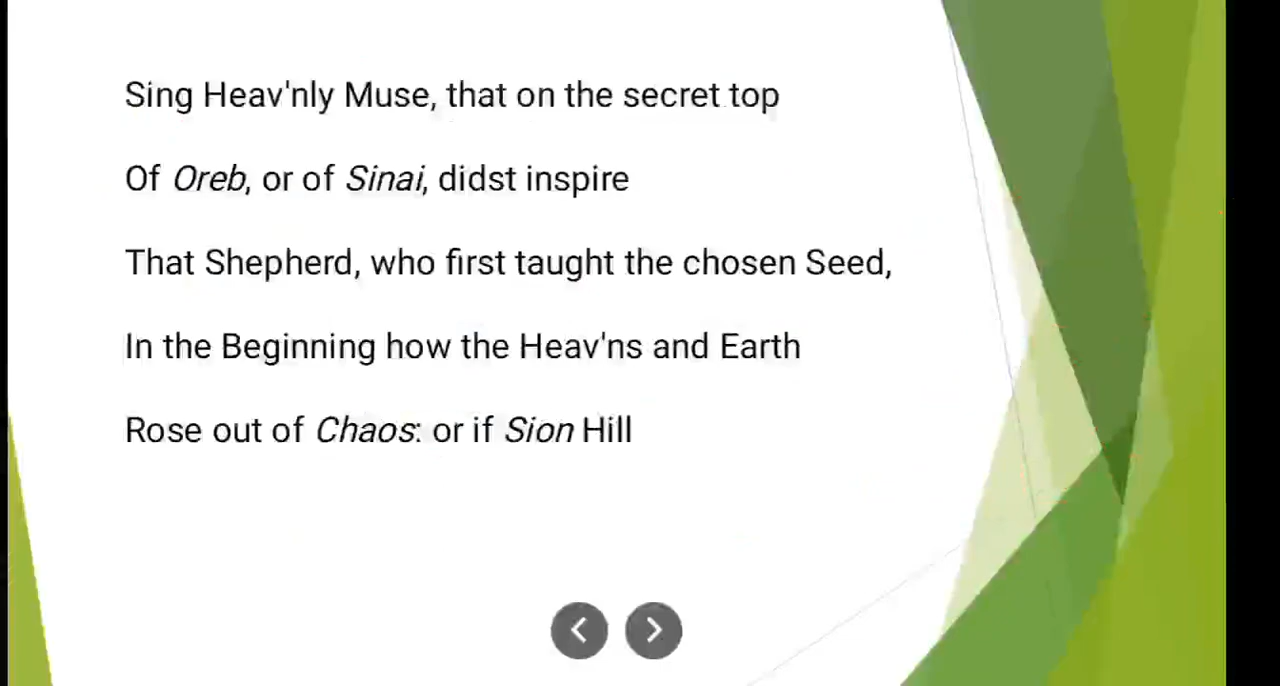 Sing Heav'nly Muse, that on the secret top
Of Oreb, or of Sinai, didst inspire
That Shepherd, who first taught the chosen Seed,
In the Beginning how the Heav'ns and Earth
Rose out of Chaos: or if Sion Hill